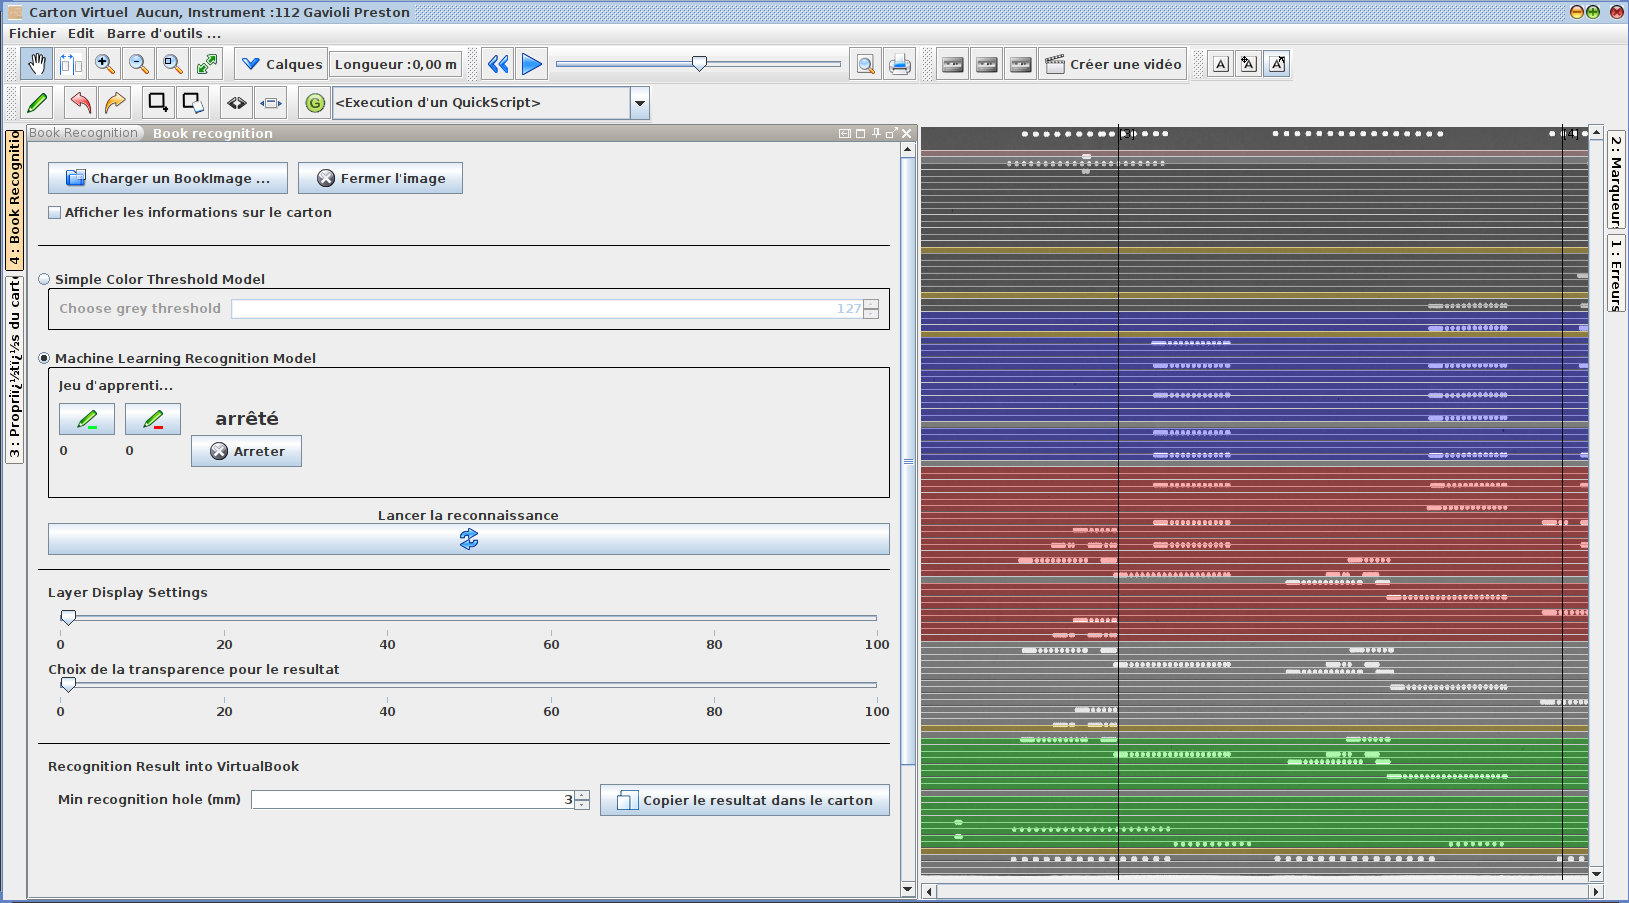 Carton Virtuel  Aucun, Instrument :112 Gavioli Preston
Fichier Edit Barre d'outils ...
Calques Longueur :0,00 m Créer une vidéo A A A
G <Execution d'un QuickScript>
Book Recognition Book recognition
4 : Book Recognitio
3 : Propriï¿½tï¿½s du cart
Charger un BookImage ... Fermer l'image
Afficher les informations sur le carton
Simple Color Threshold Model
Choose grey threshold 127
Machine Learning Recognition Model
Jeu d'apprenti...
arrêté
0 0 Arreter
Lancer la reconnaissance
Layer Display Settings
0 20 40 60 80 100
Choix de la transparence pour le resultat
0 20 40 60 80 100
Recognition Result into VirtualBook
Min recognition hole (mm) 3 Copier le resultat dans le carton
[3] [4]
2 : Marqueur
1 : Erreurs